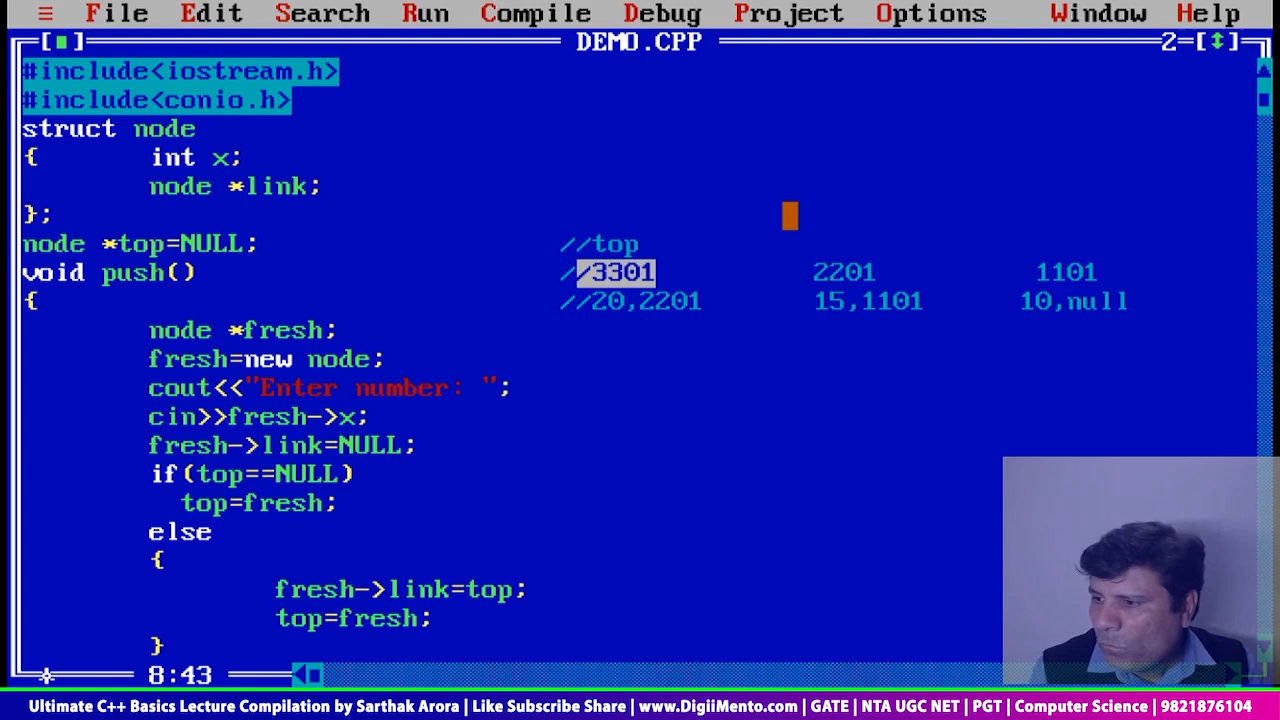 ≡ File Edit Search Run Compile Debug Project Options Window Help
DEMO.CPP 2
#include<iostream.h>
#include<conio.h>
struct node
{ int x;
node *link;
};
node *top=NULL; //top
void push() //3301 2201 1101
{ //20,2201 15,1101 10,null
node *fresh;
fresh=new node;
cout<<"Enter number: ";
cin>>fresh->x;
fresh->link=NULL;
if(top==NULL)
top=fresh;
else
{
fresh->link=top;
top=fresh;
}
8:43
Ultimate C++ Basics Lecture Compilation by Sarthak Arora | Like Subscribe Share | www.DigiiMento.com | GATE | NTA UGC NET | PGT | Computer Science | 9821876104